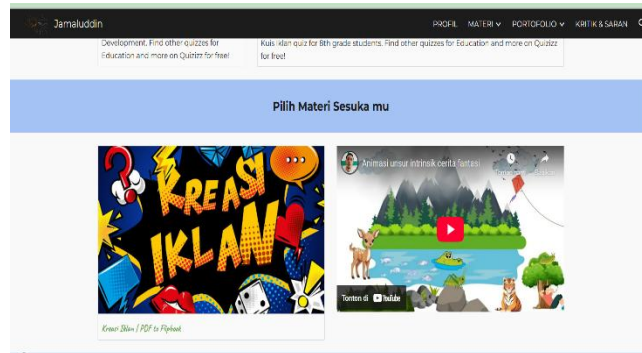 Jamaluddin
PROFIL MATERI PORTOFOLIO KRITIK & SARAN
Development. Find other quizzes for
Education and more on Quizizz for free!
Kuis iklan quiz for 8th grade students. Find other quizzes for Education and more on Quizizz
for free!
Pilih Materi Sesuka mu
KREASI
IKLAN
Kreasi Iklan | PDF to Flipbook
Animasi unsur intrinsik cerita fantasi
Tonton di YouTube